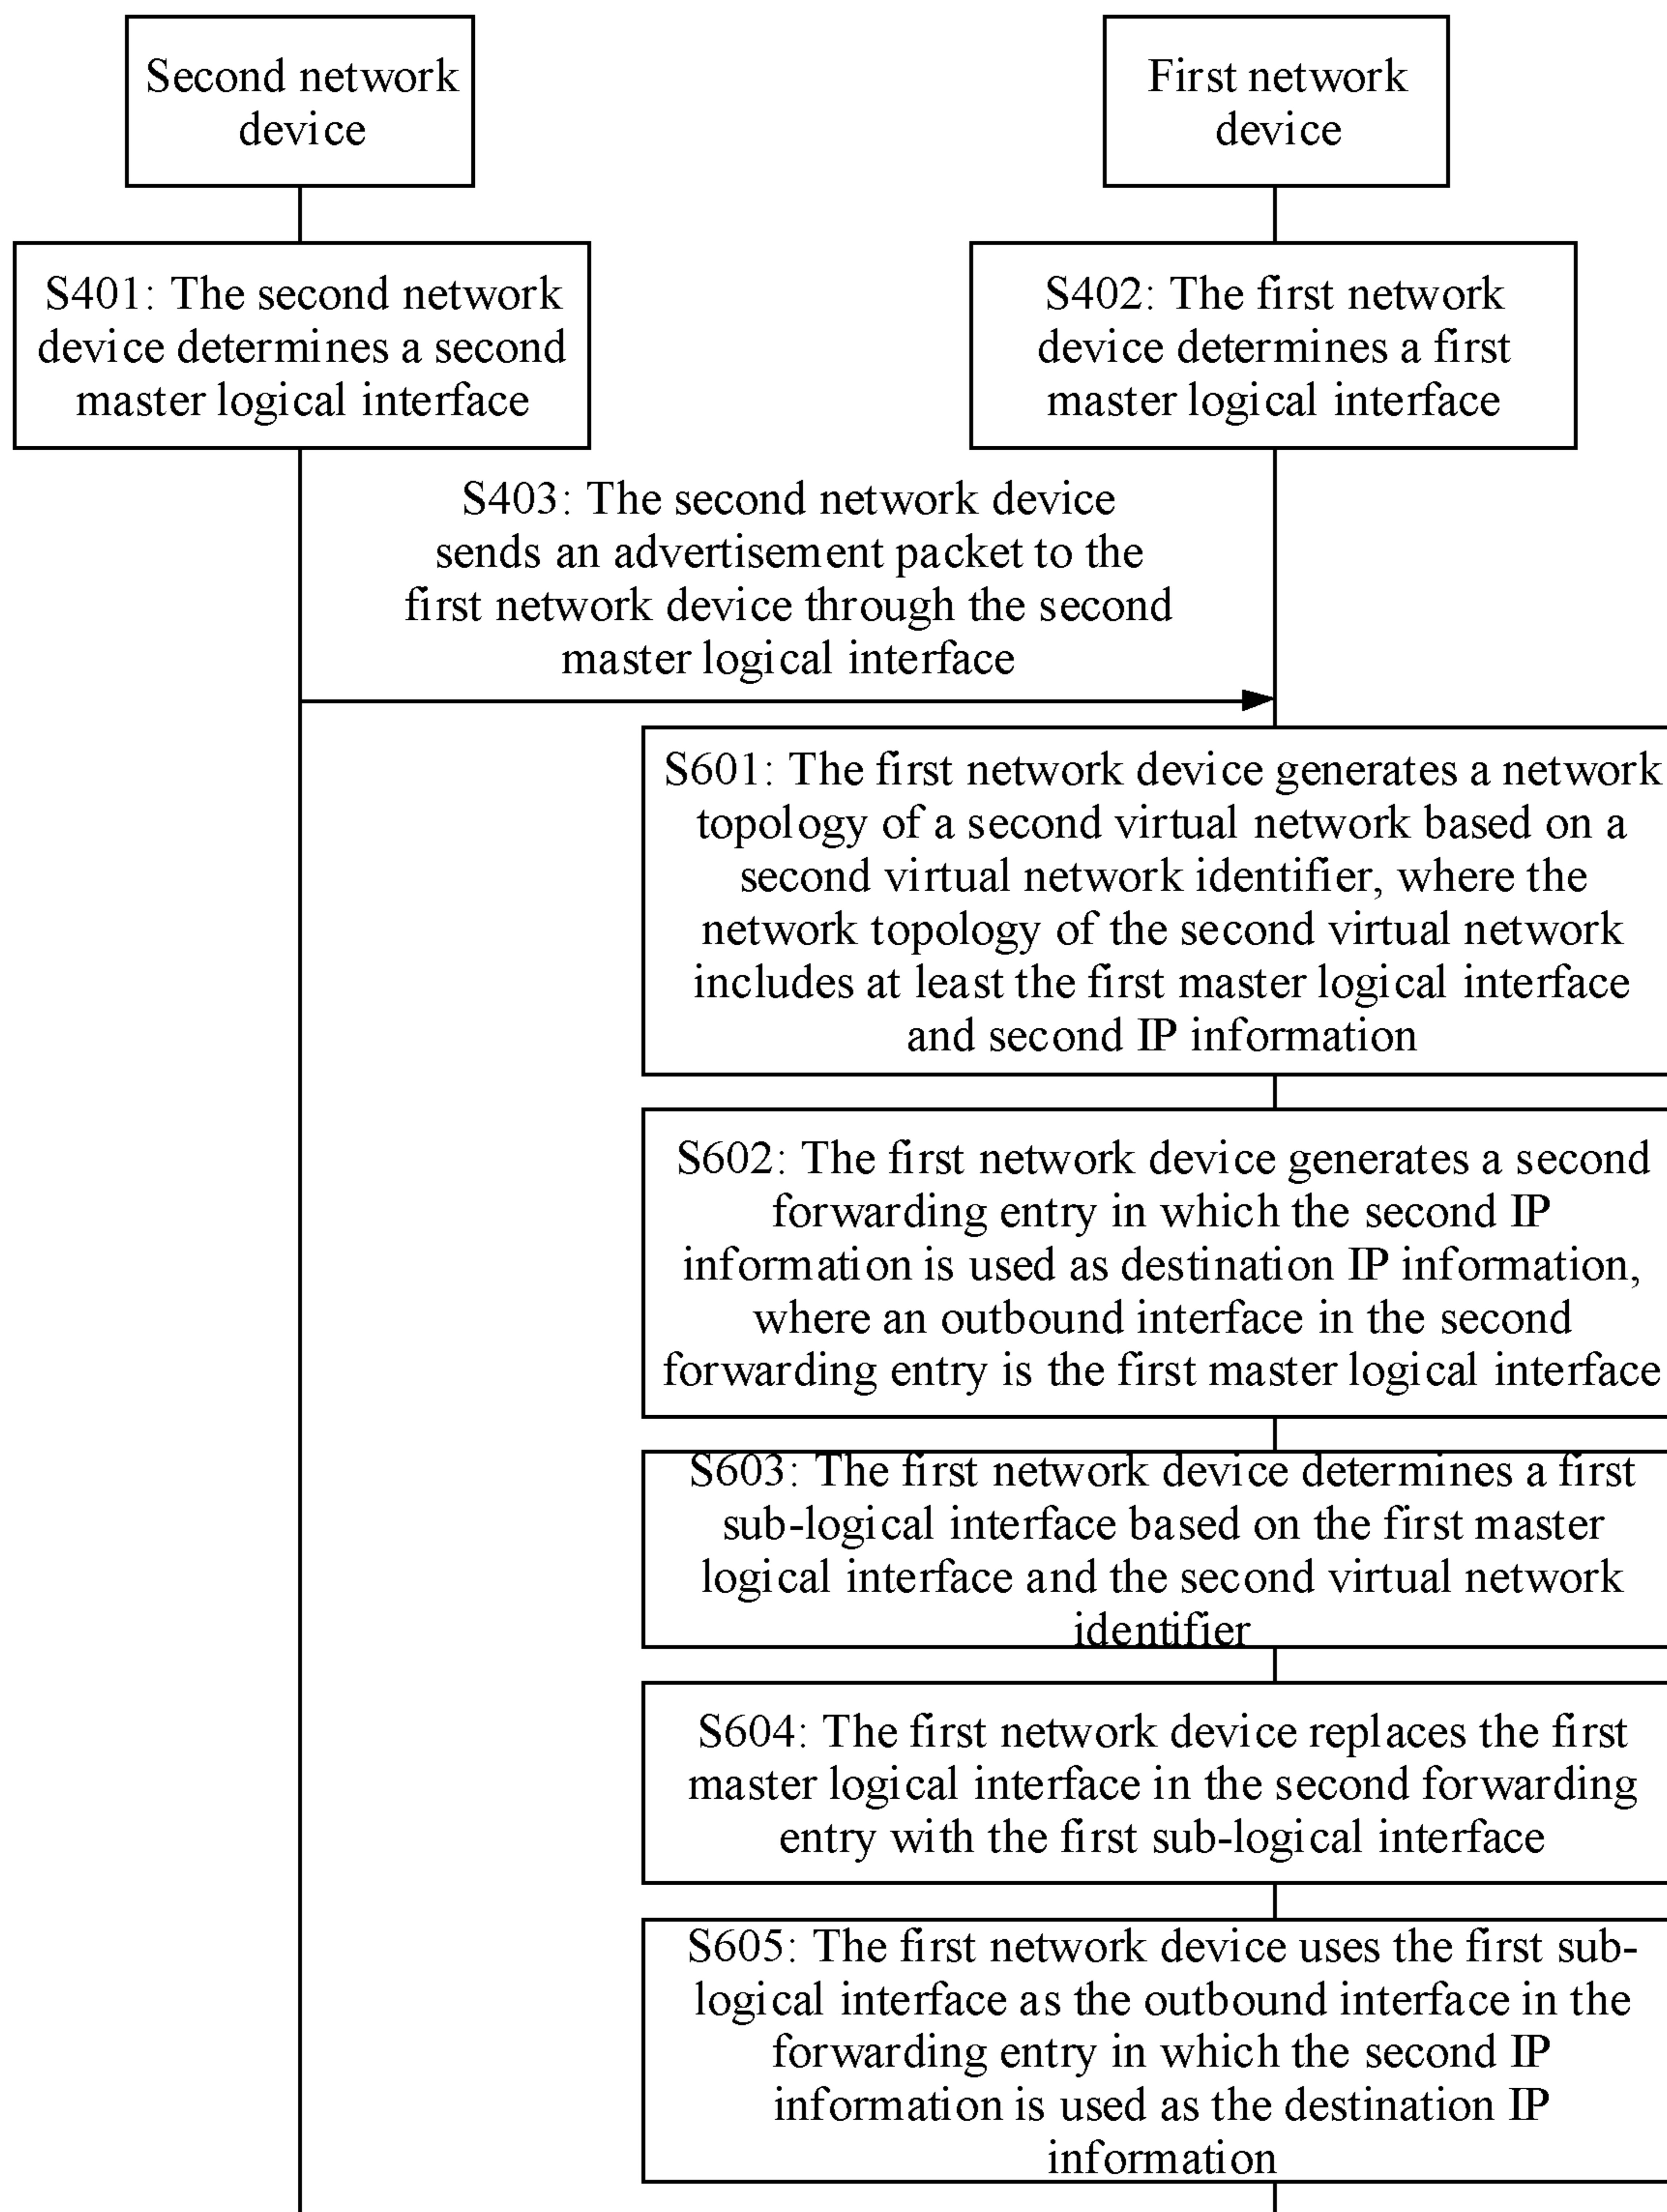 Second network
device
First network
device
S401: The second network
device determines a second
master logical interface
S402: The first network
device determines a first
master logical interface
S403: The second network device
sends an advertisement packet to the
first network device through the second
master logical interface
S601: The first network device generates a network
topology of a second virtual network based on a
second virtual network identifier, where the
network topology of the second virtual network
includes at least the first master logical interface
and second IP information
S602: The first network device generates a second
forwarding entry in which the second IP
information is used as destination IP information,
where an outbound interface in the second
forwarding entry is the first master logical interface
S603: The first network device determines a first
sub-logical interface based on the first master
logical interface and the second virtual network
identifier
S604: The first network device replaces the first
master logical interface in the second forwarding
entry with the first sub-logical interface
S605: The first network device uses the first sub-
logical interface as the outbound interface in the
forwarding entry in which the second IP
information is used as the destination IP
information